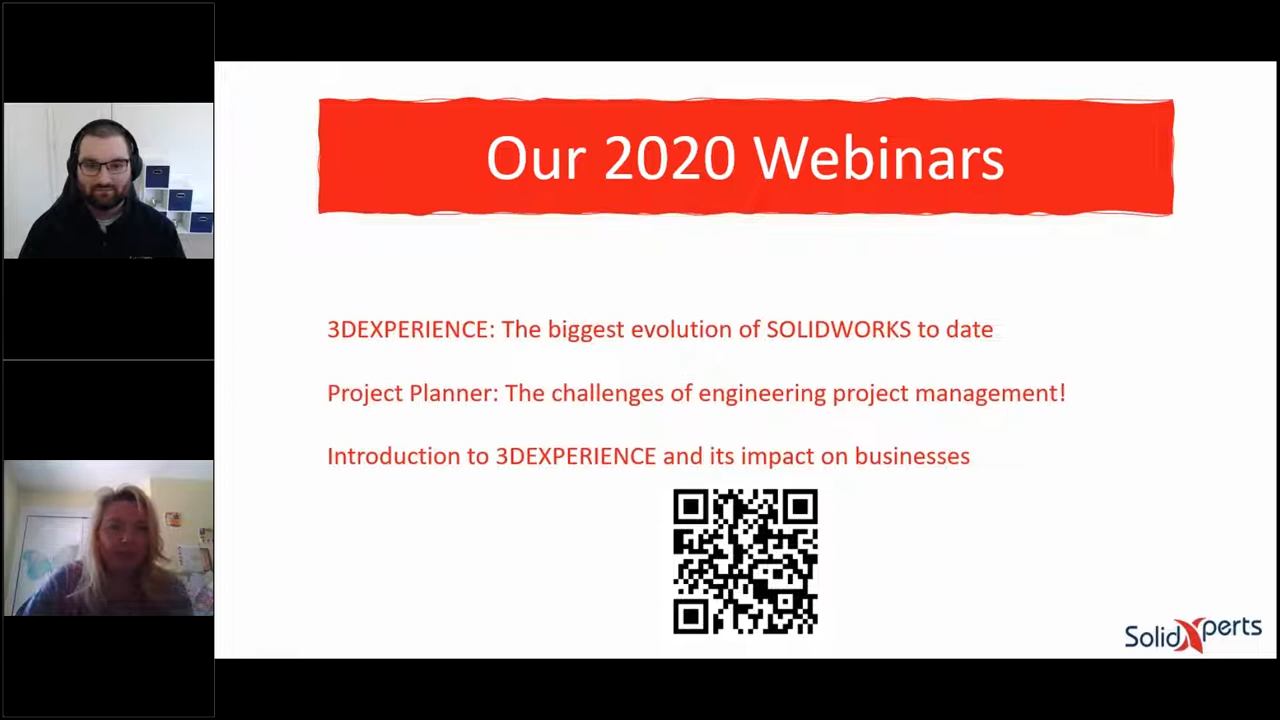 Our 2020 Webinars
3DEXPERIENCE: The biggest evolution of SOLIDWORKS to date
Project Planner: The challenges of engineering project management!
Introduction to 3DEXPERIENCE and its impact on businesses
SolidXperts